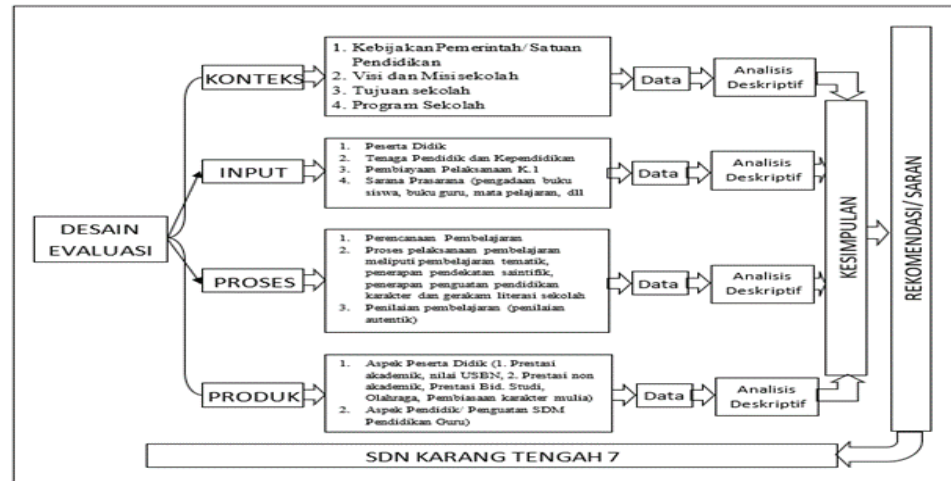 1. Kebijakan Pemerintah/ Satuan
Pendidikan
2. Visi dan Misi sekolah
3. Tujuan sekolah
4. Program Sekolah
KONTEKS
Data
Analisis
Deskriptif
INPUT
1. Peserta Didik
2. Tenaga Pendidik dan Kependidikan
3. Pembiayaan Pelaksanaan K.1
4. Sarana Prasarana (pengadaan buku
siswa, buku guru, mata pelajaran, dll
Data
Analisis
Deskriptif
DESAIN
EVALUASI
PROSES
1. Perencanaan Pembelajaran
2. Proses pelaksanaan pembelajaran
meliputi pembelajaran tematik,
penerapan pendekatan saintifik,
penerapan penguatan pendidikan
karakter dan gerakam literasi sekolah
3. Penilaian pembelajaran (penilaian
autentik)
Data
Analisis
Deskriptif
PRODUK
1. Aspek Peserta Didik (1. Prestasi
akademik, nilai USBN, 2. Prestasi non
akademik, Prestasi Bid. Studi,
Olahraga, Pembiasaan karakter mulia)
2. Aspek Pendidik/ Penguatan SDM
Pendidikan Guru)
Data
Analisis
Deskriptif
KESIMPULAN
REKOMENDASI/ SARAN
SDN KARANG TENGAH 7